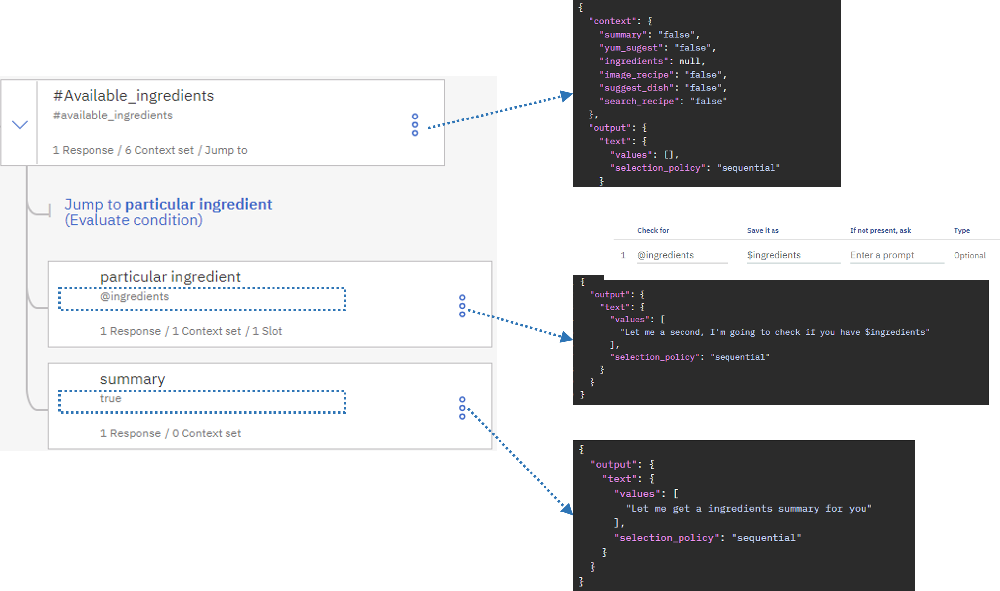 #Available_ingredients
#available_ingredients
1 Response / 6 Context set / Jump to
Jump to particular ingredient
(Evaluate condition)
particular ingredient
@ingredients
1 Response / 1 Context set / 1 Slot
summary
true
1 Response / 0 Context set
{
"context": {
"summary": "false",
"yum_sugest": "false",
"ingredients": null,
"image_recipe": "false",
"suggest_dish": "false",
"search_recipe": "false"
},
"output": {
"text": {
"values": [],
"selection_policy": "sequential"
}
Check for Save it as If not present, ask Type
1 @ingredients $ingredients Enter a prompt Optional
{
"output": {
"text": {
"values": [
"Let me a second, I'm going to check if you have $ingredients"
],
"selection_policy": "sequential"
}
}
}
{
"output": {
"text": {
"values": [
"Let me get a ingredients summary for you"
],
"selection_policy": "sequential"
}
}
}